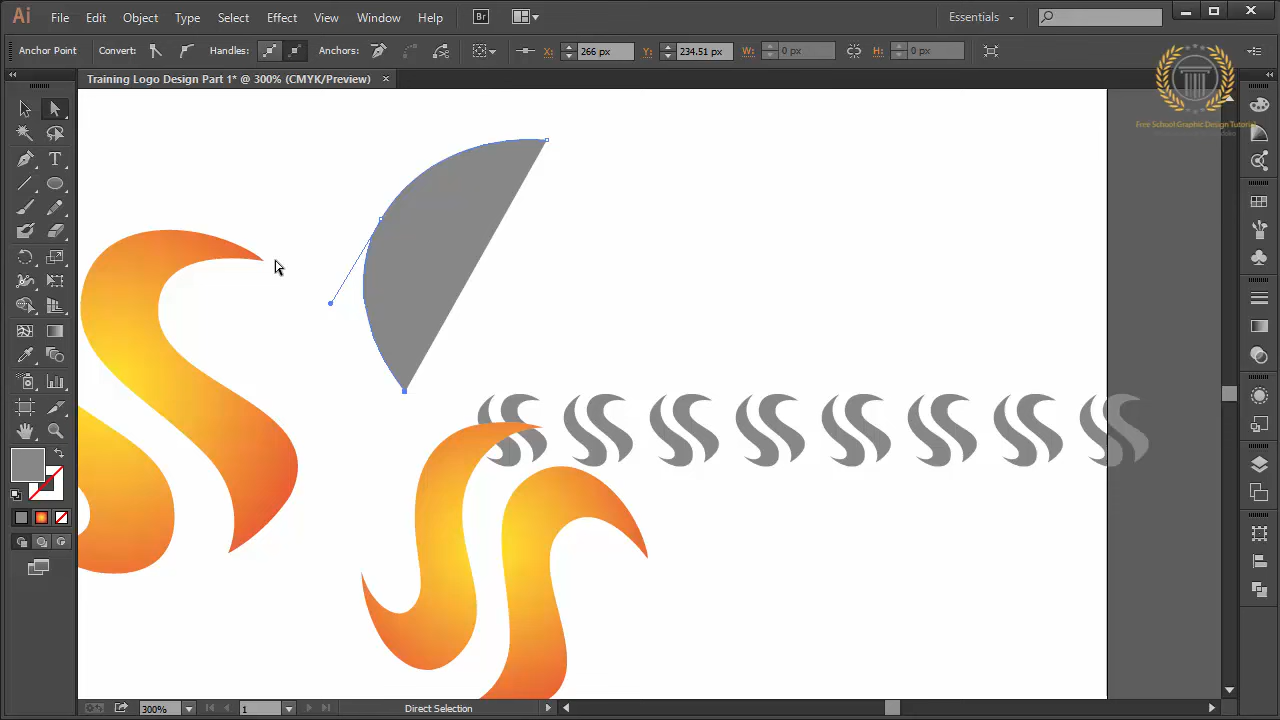 Ai File Edit Object Type Select Effect View Window Help Br Essentials
Anchor Point Convert: Handles: Anchors: X: 266 px Y: 234.51 px W: 0 px H: 0 px
Training Logo Design Part 1* @ 300% (CMYK/Preview) ×
Free School Graphic Design Tutorial
T
300% 1 Direct Selection